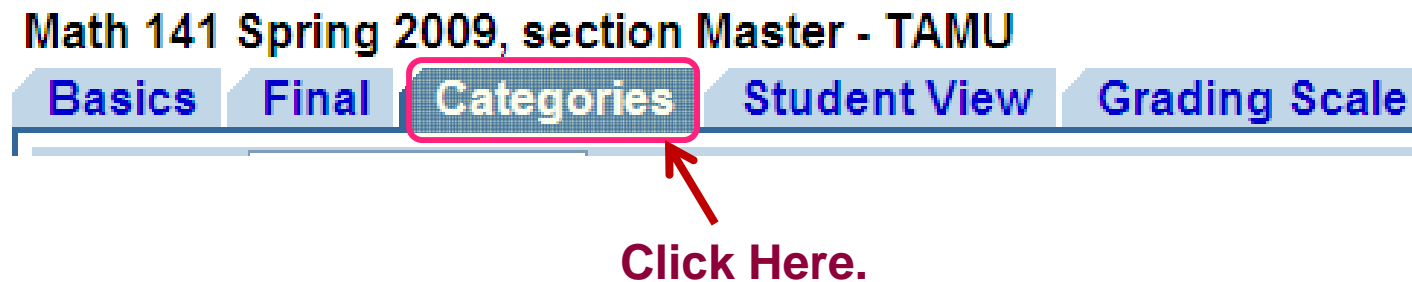 Math 141 Spring 2009, section Master - TAMU
Basics Final Categories Student View Grading Scale
Click Here.